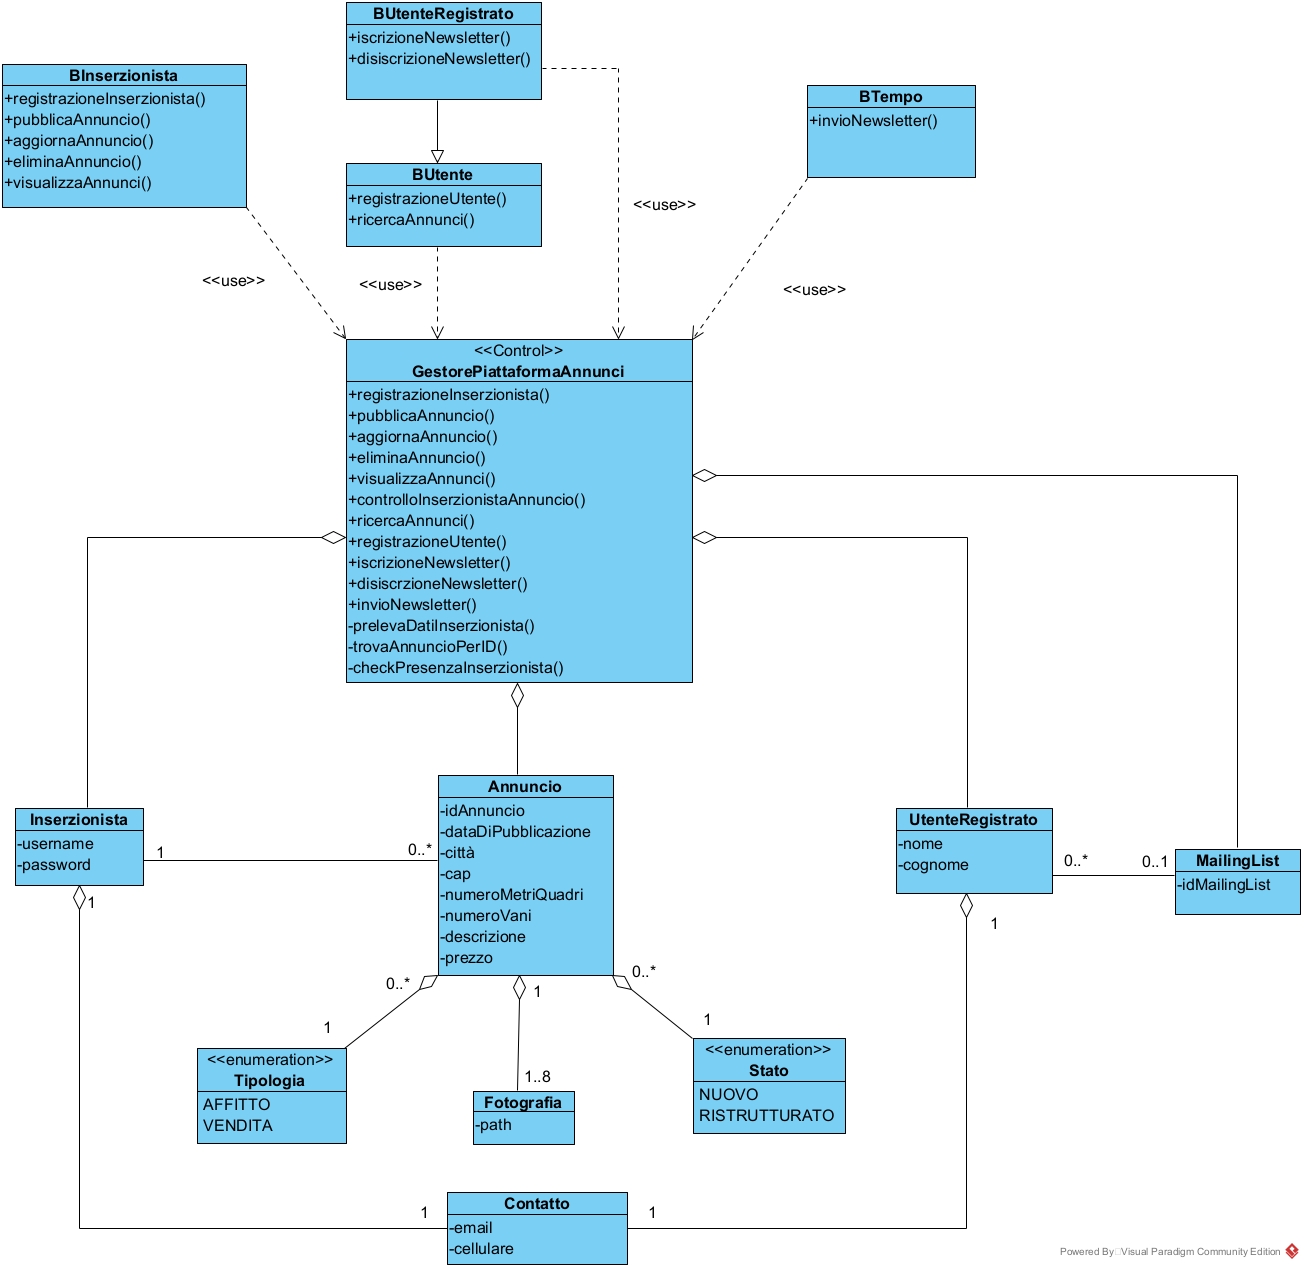 BUtenteRegistrato
+iscrizioneNewsletter()
+disiscrizioneNewsletter()
BInserzionista
+registrazioneInserzionista()
+pubblicaAnnuncio()
+aggiornaAnnuncio()
+eliminaAnnuncio()
+visualizzaAnnunci()
BTempo
+invioNewsletter()
BUtente
+registrazioneUtente()
+ricercaAnnunci()
<<use>>
<<use>>
<<use>>
<<use>>
<<Control>>
GestorePiattaformaAnnunci
+registrazioneInserzionista()
+pubblicaAnnuncio()
+aggiornaAnnuncio()
+eliminaAnnuncio()
+visualizzaAnnunci()
+controlloInserzionistaAnnuncio()
+ricercaAnnunci()
+registrazioneUtente()
+iscrizioneNewsletter()
+disiscrzioneNewsletter()
+invioNewsletter()
-prelevaDatiInserzionista()
-trovaAnnuncioPerID()
-checkPresenzaInserzionista()
Inserzionista
-username
-password
1
0..*
1
Annuncio
-idAnnuncio
-dataDiPubblicazione
-città
-cap
-numeroMetriQuadri
-numeroVani
-descrizione
-prezzo
UtenteRegistrato
-nome
-cognome
0..*
0..1
1
MailingList
-idMailingList
0..*
1
1
1..8
0..*
1
<<enumeration>>
Tipologia
AFFITTO
VENDITA
Fotografia
-path
<<enumeration>>
Stato
NUOVO
RISTRUTTURATO
1
1
Contatto
-email
-cellulare
Powered By Visual Paradigm Community Edition